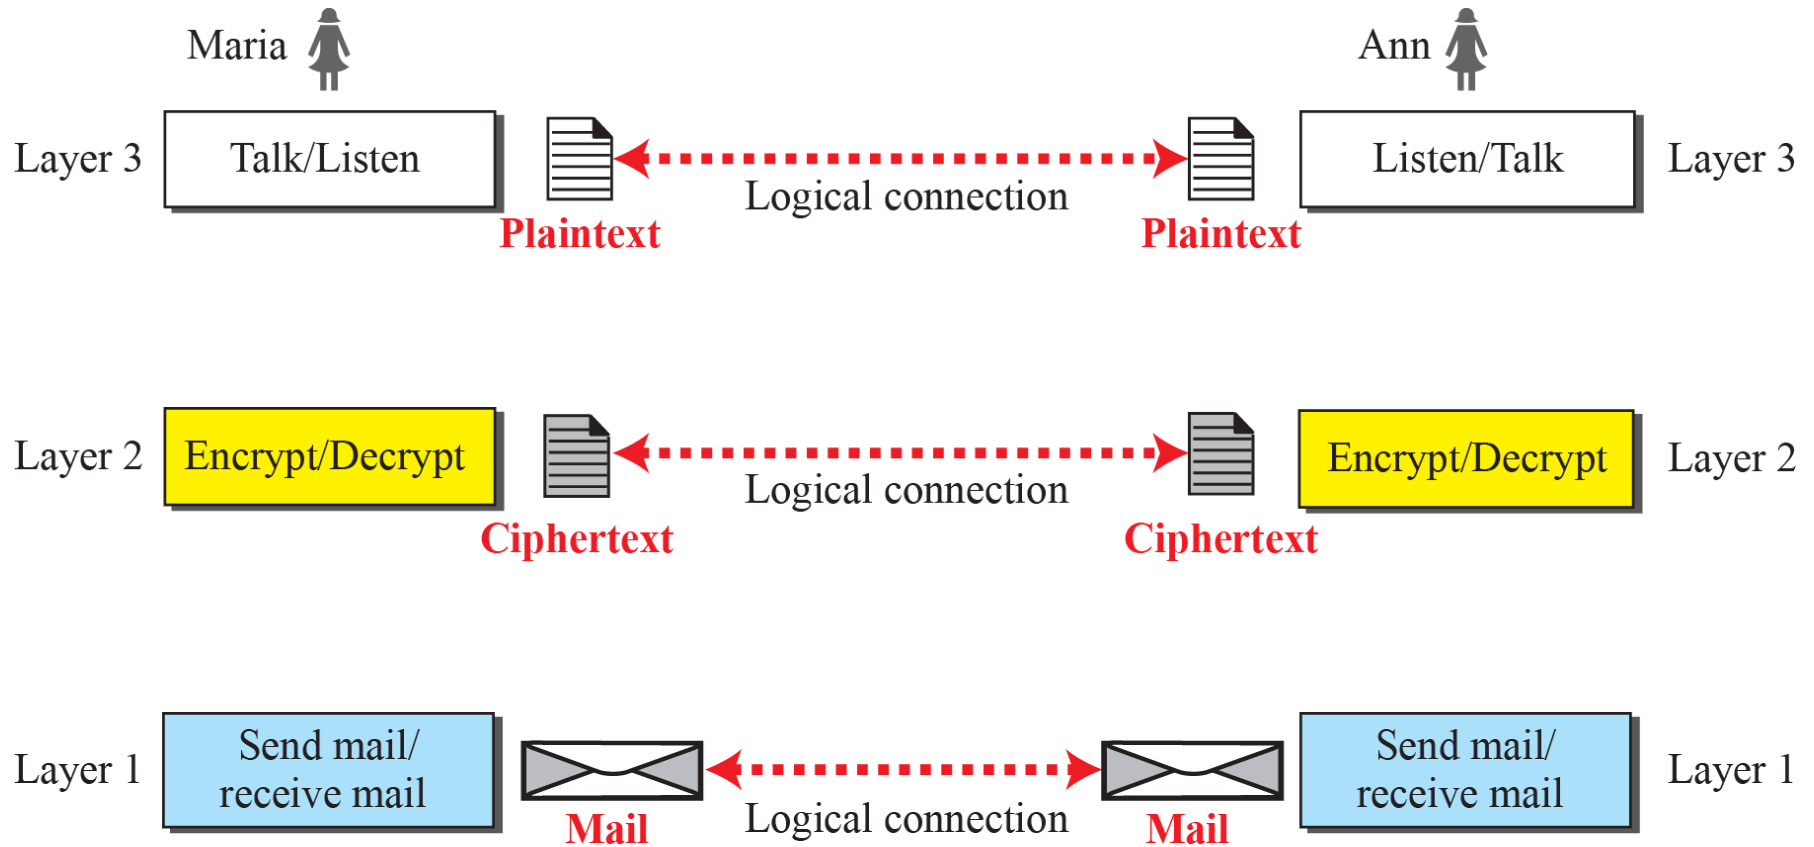 Maria
Ann
Layer 3
Talk/Listen
Listen/Talk
Layer 3
Logical connection
Plaintext
Plaintext
Layer 2
Encrypt/Decrypt
Encrypt/Decrypt
Layer 2
Logical connection
Ciphertext
Ciphertext
Layer 1
Send mail/
receive mail
Send mail/
receive mail
Layer 1
Logical connection
Mail
Mail